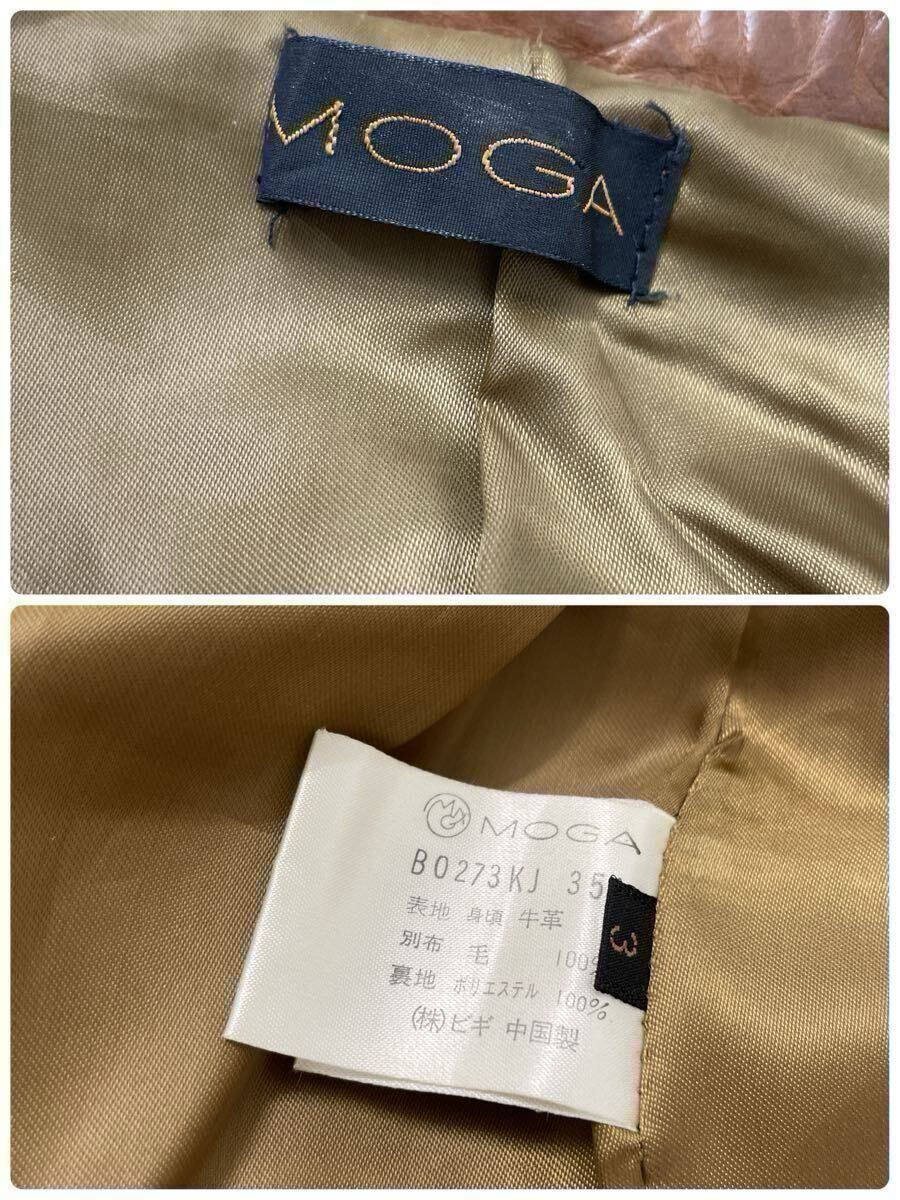 MOGA
MOGA
B0273KJ 35
表地 身頃 牛革
別布 毛 100%
裏地 ポリエステル 100%
(株)ビギ 中国製
3